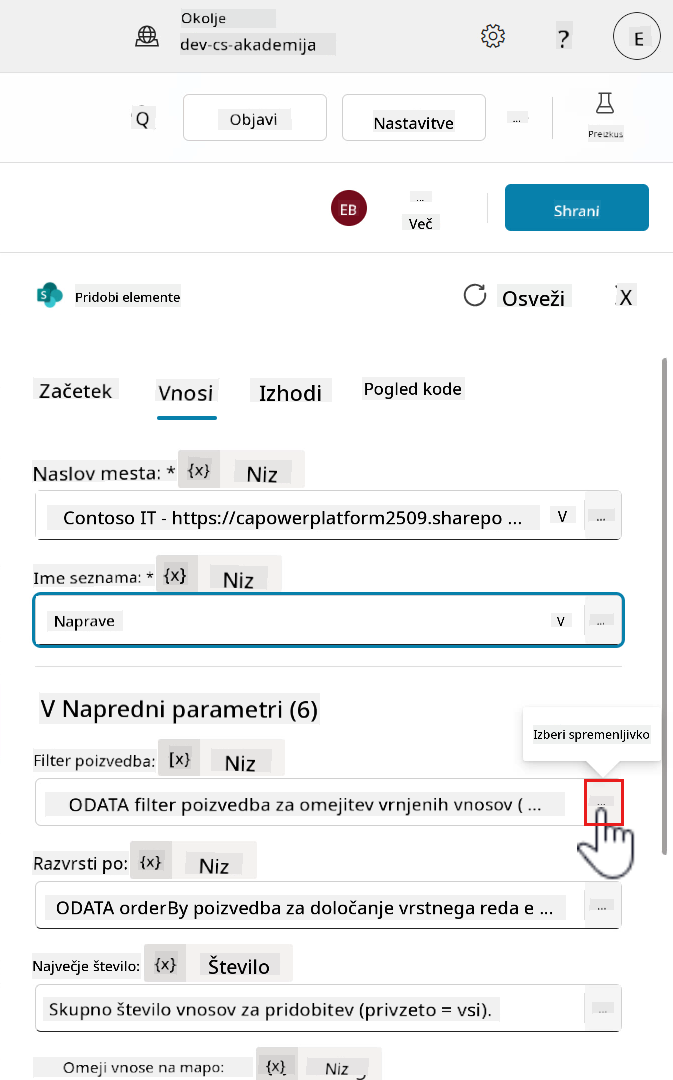 Okolje
dev-cs-akademija
?
E
Q
Objavi
Nastavitve
...
Preizkus
EB
...
Več
Shrani
S
Pridobi elemente
Osveži
X
Začetek
Vnosi
Izhodi
Pogled kode
Naslov mesta: *
{x}
Niz
Contoso IT - https://capowerplatform2509.sharepo ...
V
...
Ime seznama: *
{x}
Niz
Naprave
V
...
V Napredni parametri (6)
Izberi spremenljivko
Filter poizvedba:
[x}
Niz
ODATA filter poizvedba za omejitev vrnjenih vnosov ( ...
...
Razvrsti po:
{x}
Niz
ODATA orderBy poizvedba za določanje vrstnega reda e ...
...
Največje število:
{x}
Število
Skupno število vnosov za pridobitev (privzeto = vsi).
...
Omeji vnose na mapo:
{x}
Niz